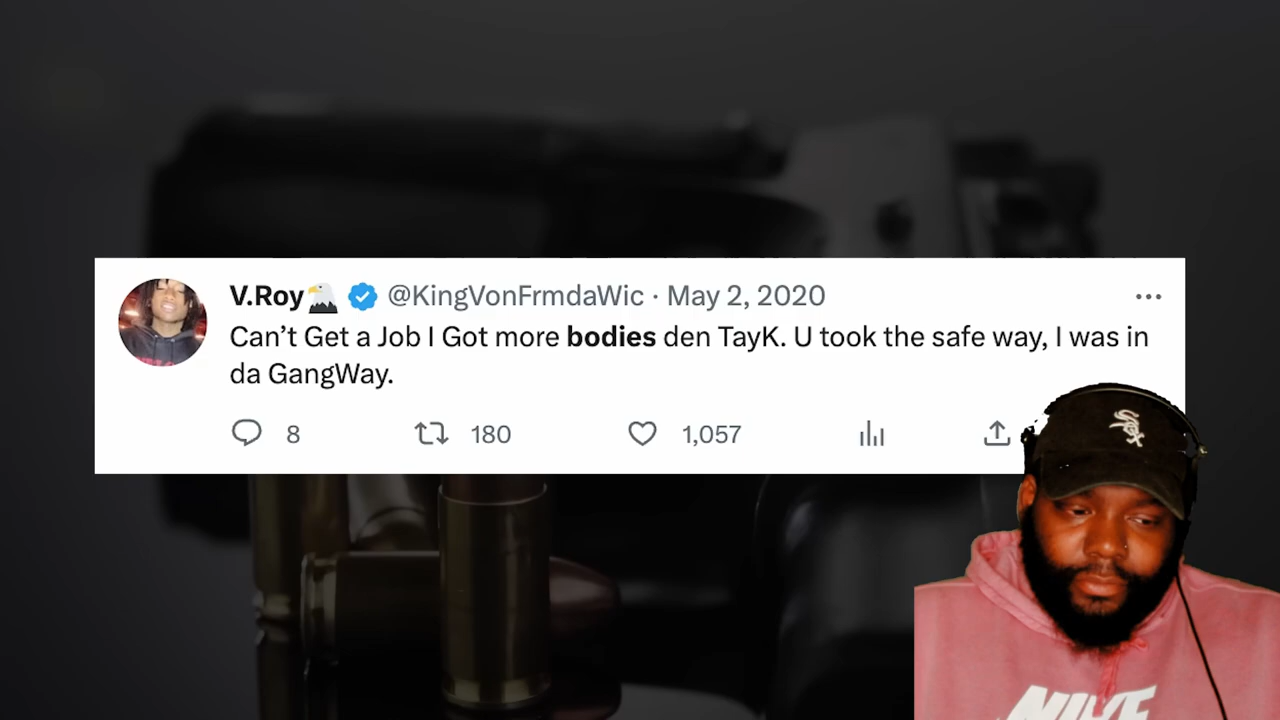 V.Roy🦅 @KingVonFrmdaWic · May 2, 2020
Can’t Get a Job I Got more bodies den TayK. U took the safe way, I was in
da GangWay.
8 180 1,057
Sox
NIKE